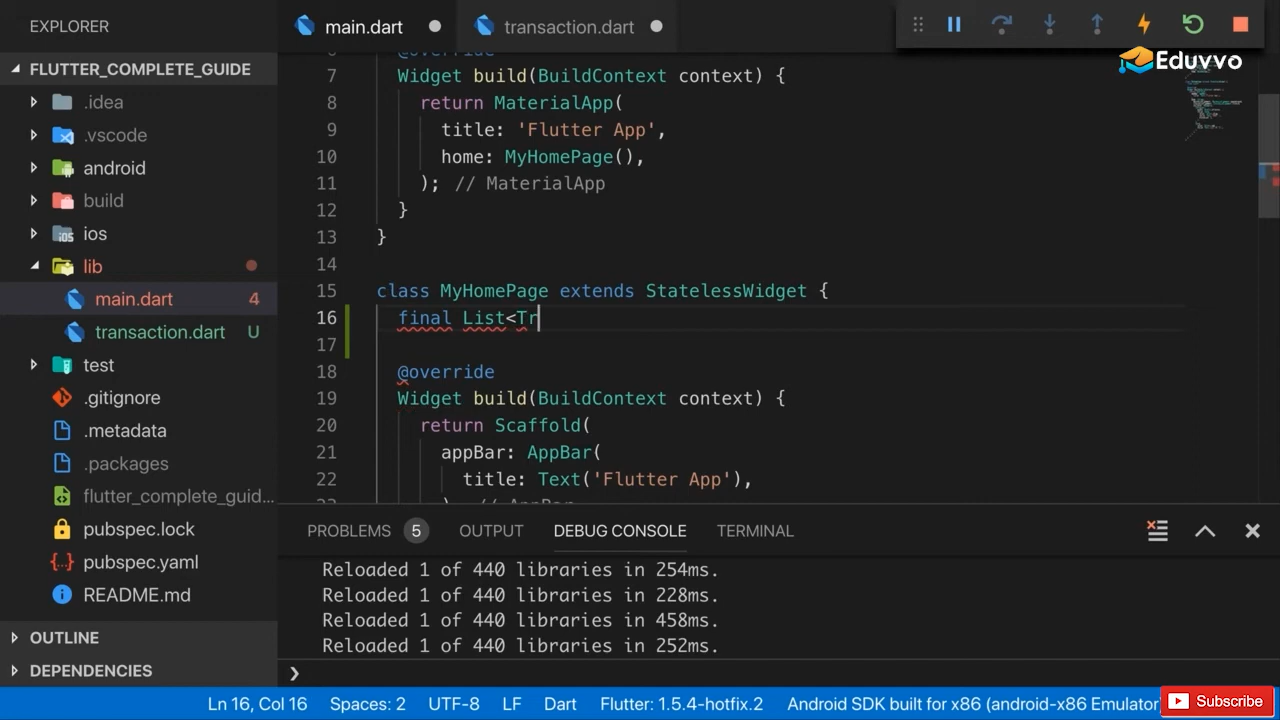 EXPLORER
main.dart
transaction.dart
Eduvvo
FLUTTER_COMPLETE_GUIDE
.idea
.vscode
android
build
ios
lib
main.dart 4
transaction.dart U
test
.gitignore
.metadata
.packages
flutter_complete_guid...
pubspec.lock
pubspec.yaml
README.md
OUTLINE
DEPENDENCIES
6 @override
7 Widget build(BuildContext context) {
8 return MaterialApp(
9 title: 'Flutter App',
10 home: MyHomePage(),
11 ); // MaterialApp
12 }
13 }
14
15 class MyHomePage extends StatelessWidget {
16 final List<Tr
17
18 @override
19 Widget build(BuildContext context) {
20 return Scaffold(
21 appBar: AppBar(
22 title: Text('Flutter App'),
23 ), // AppBar
PROBLEMS 5 OUTPUT DEBUG CONSOLE TERMINAL
Reloaded 1 of 440 libraries in 254ms.
Reloaded 1 of 440 libraries in 228ms.
Reloaded 1 of 440 libraries in 458ms.
Reloaded 1 of 440 libraries in 252ms.
❯
Ln 16, Col 16 Spaces: 2 UTF-8 LF Dart Flutter: 1.5.4-hotfix.2 Android SDK built for x86 (android-x86 Emulator)
Subscribe